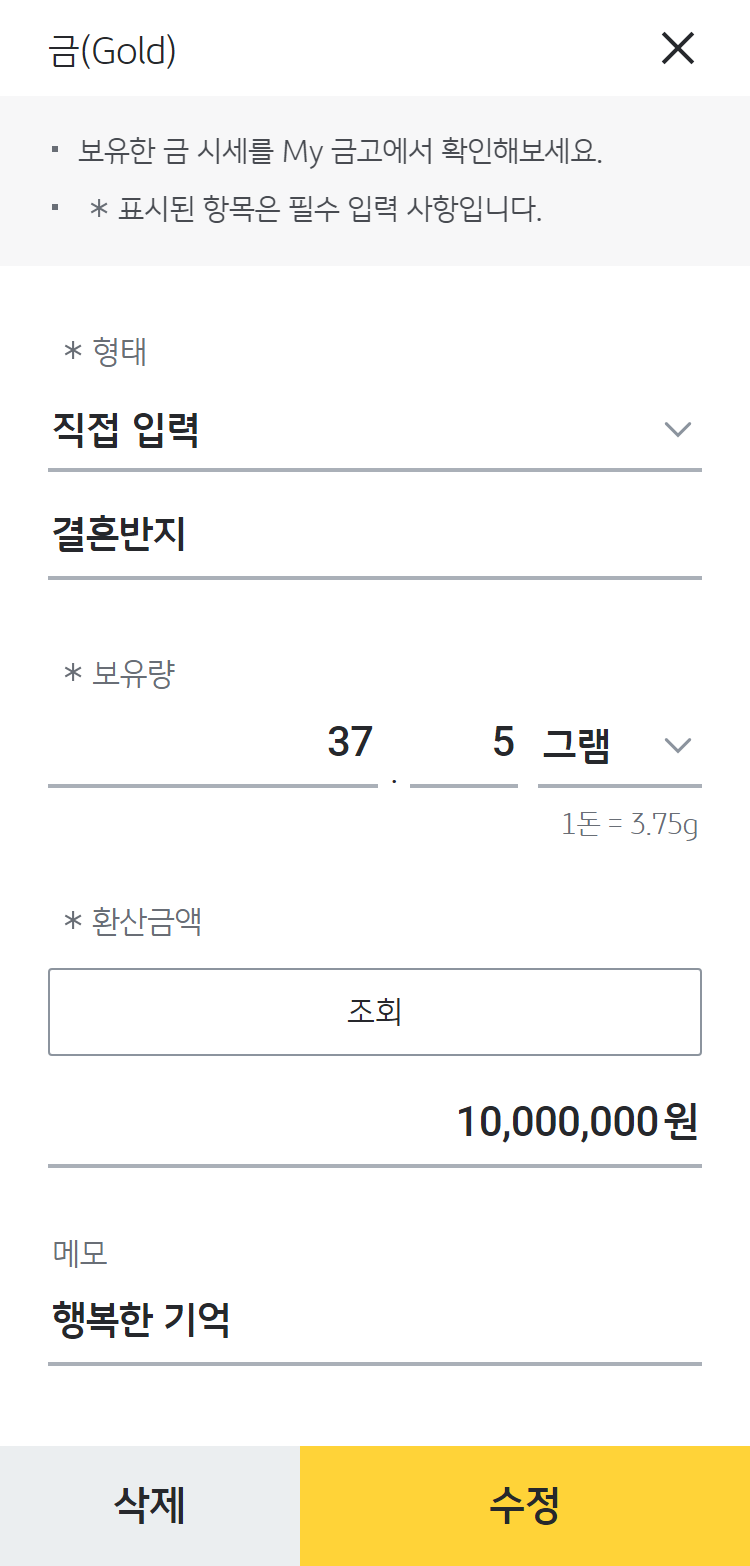 금(Gold)
보유한 금 시세를 My 금고에서 확인해보세요.
* 표시된 항목은 필수 입력 사항입니다.
* 형태
직접 입력
결혼반지
* 보유량
37 . 5 그램
1돈 = 3.75g
* 환산금액
조회
10,000,000원
메모
행복한 기억
삭제 수정